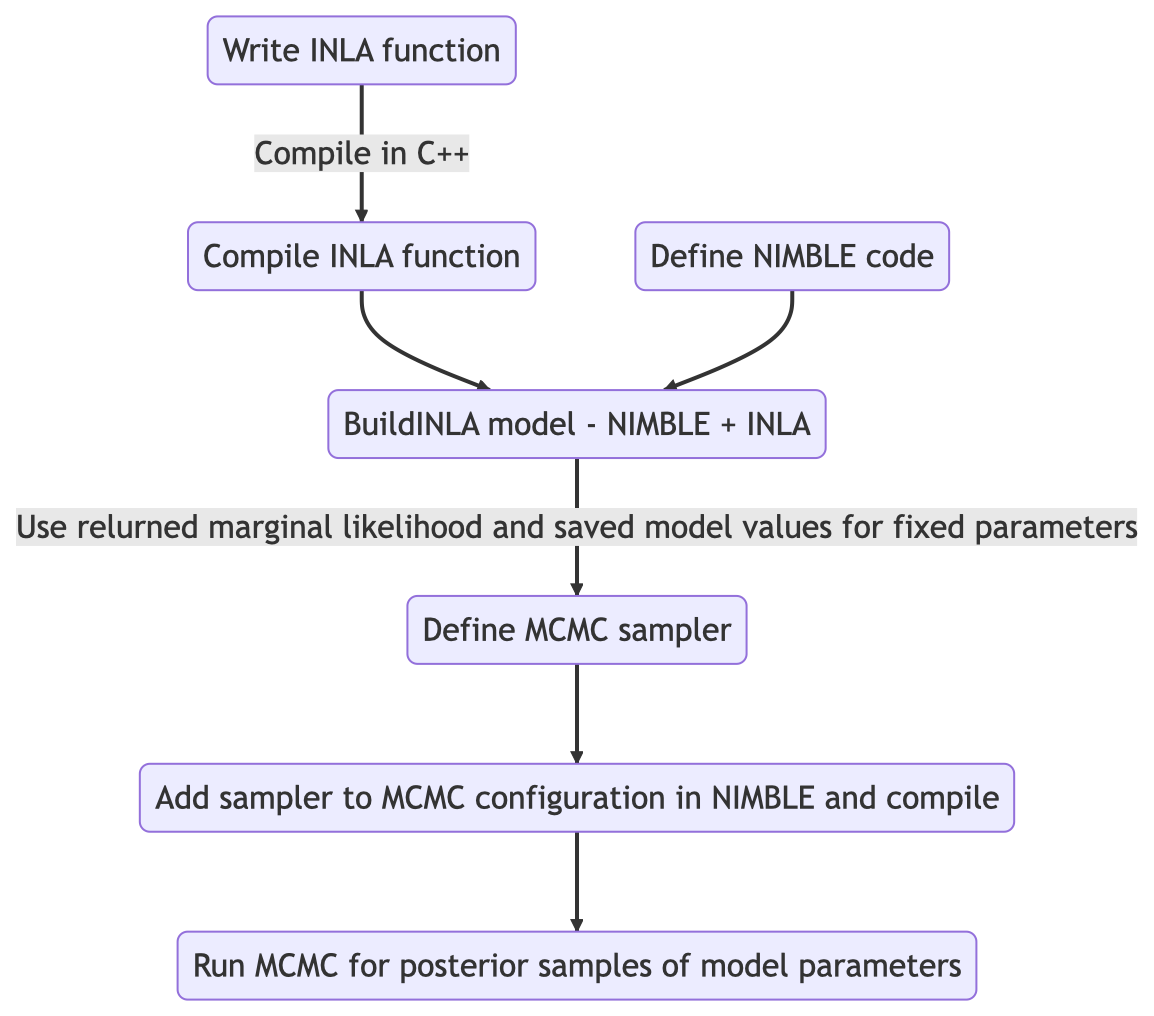 Write INLA function
Compile in C++
Compile INLA function
Define NIMBLE code
BuildINLA model - NIMBLE + INLA
Use relurned marginal likelihood and saved model values for fixed parameters
Define MCMC sampler
Add sampler to MCMC configuration in NIMBLE and compile
Run MCMC for posterior samples of model parameters